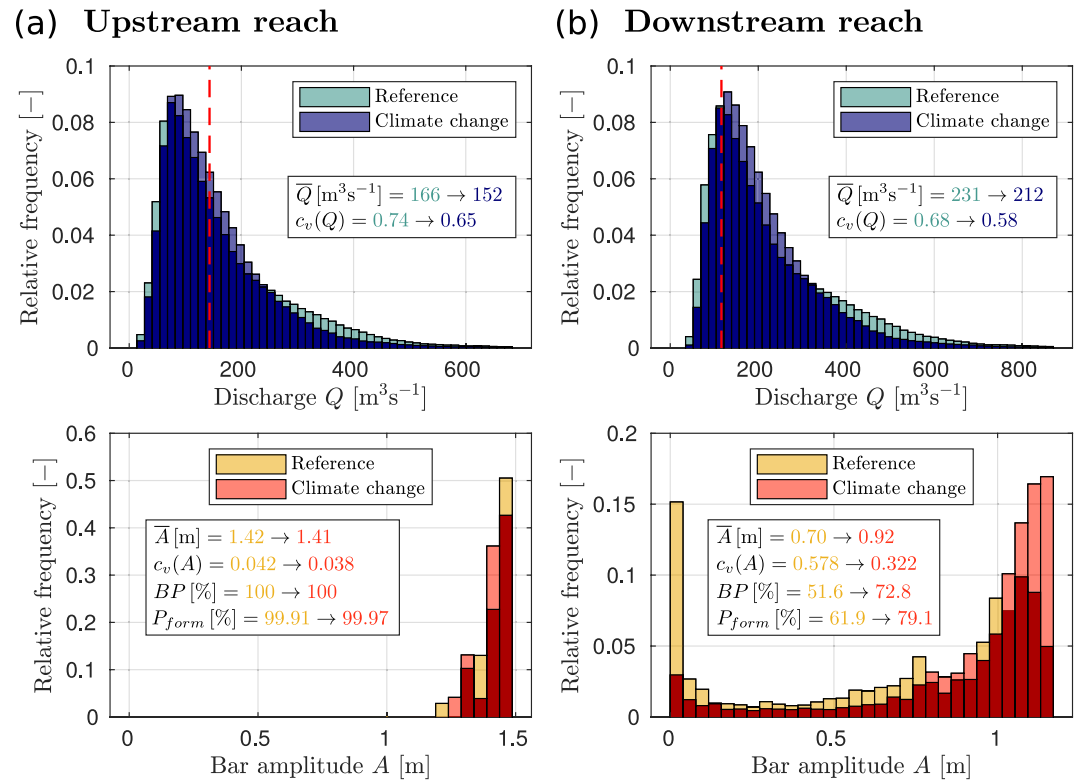 (a) Upstream reach
Relative frequency [−]
0.1
0.08
0.06
0.04
0.02
0
Reference
Climate change
Q̅ [m³s⁻¹] = 166 → 152
c_v(Q) = 0.74 → 0.65
0 200 400 600
Discharge Q [m³s⁻¹]
(b) Downstream reach
Relative frequency [−]
0.1
0.08
0.06
0.04
0.02
0
Reference
Climate change
Q̅ [m³s⁻¹] = 231 → 212
c_v(Q) = 0.68 → 0.58
0 200 400 600 800
Discharge Q [m³s⁻¹]
Relative frequency [−]
0.6
0.5
0.4
0.3
0.2
0.1
0
Reference
Climate change
A̅ [m] = 1.42 → 1.41
c_v(A) = 0.042 → 0.038
BP [%] = 100 → 100
P_form [%] = 99.91 → 99.97
0 0.5 1 1.5
Bar amplitude A [m]
Relative frequency [−]
0.2
0.15
0.1
0.05
0
Reference
Climate change
A̅ [m] = 0.70 → 0.92
c_v(A) = 0.578 → 0.322
BP [%] = 51.6 → 72.8
P_form [%] = 61.9 → 79.1
0 0.5 1
Bar amplitude A [m]